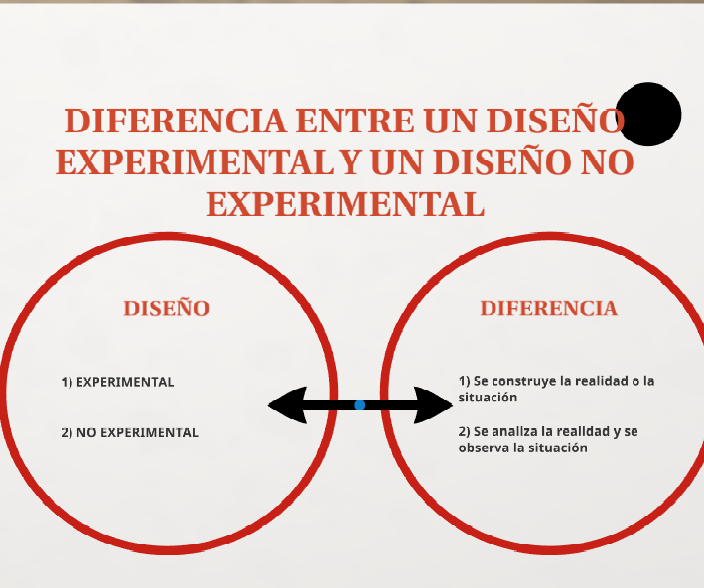 DIFERENCIA ENTRE UN DISEÑO
EXPERIMENTAL Y UN DISEÑO NO
EXPERIMENTAL
DISEÑO
1) EXPERIMENTAL
2) NO EXPERIMENTAL
DIFERENCIA
1) Se construye la realidad o la
situación
2) Se analiza la realidad y se
observa la situación